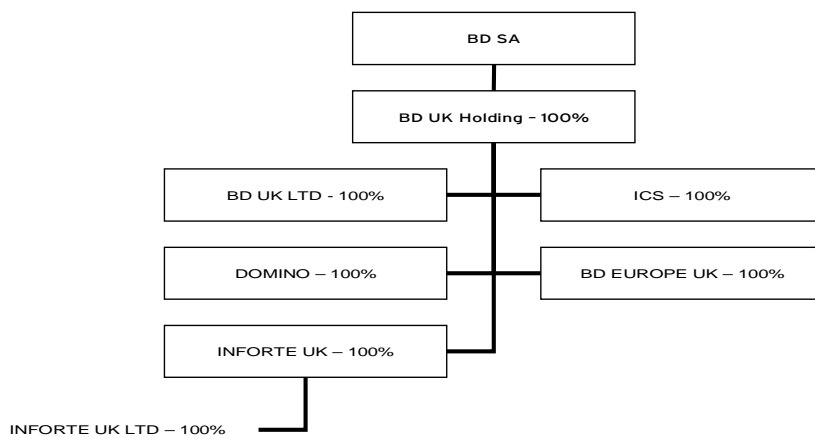 BD SA
BD UK Holding - 100%
BD UK LTD - 100%
ICS – 100%
DOMINO – 100%
BD EUROPE UK – 100%
INFORTE UK – 100%
INFORTE UK LTD – 100%